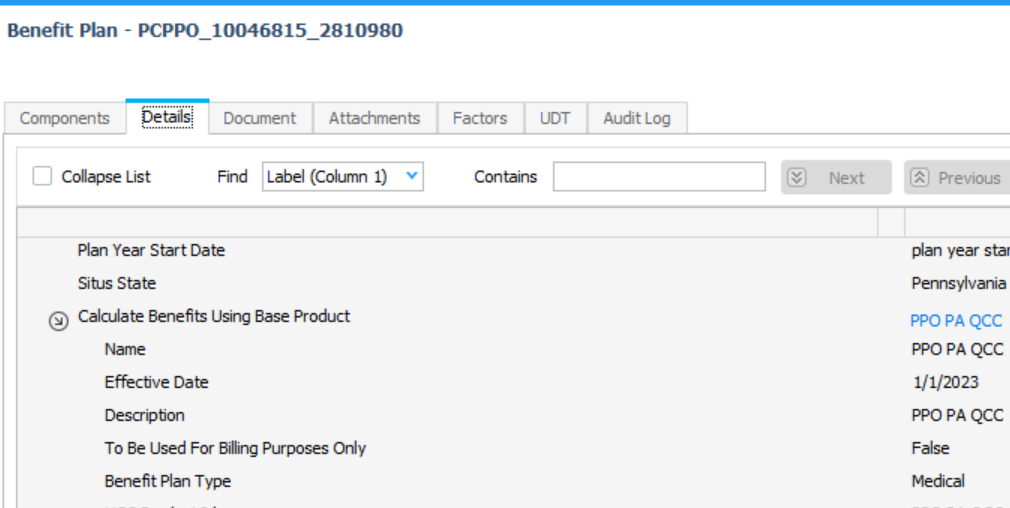 Benefit Plan - PCPPO_10046815_2810980
Components Details Document Attachments Factors UDT Audit Log
Collapse List Find Label (Column 1) Contains Next Previous
Plan Year Start Date plan year star
Situs State Pennsylvania
Calculate Benefits Using Base Product PPO PA QCC
Name PPO PA QCC
Effective Date 1/1/2023
Description PPO PA QCC
To Be Used For Billing Purposes Only False
Benefit Plan Type Medical